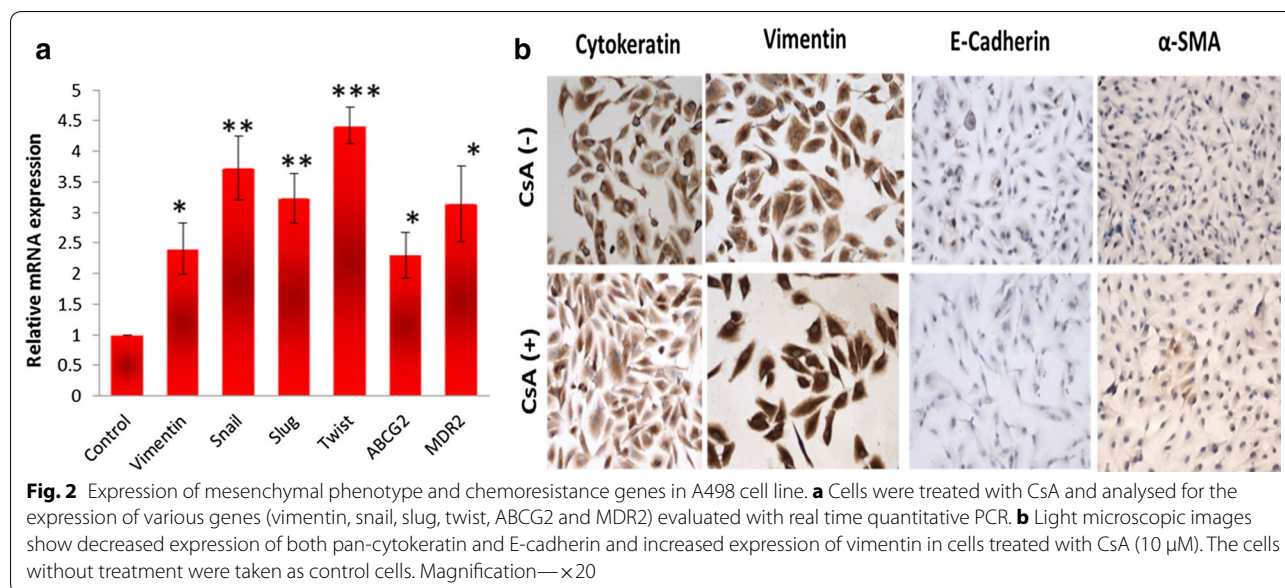 a
Relative mRNA expression
5
4.5
4
3.5
3
2.5
2
1.5
1
0.5
0
*
**
**
***
*
*
Control
Vimentin
Snail
Slug
Twist
ABCG2
MDR2
b
Cytokeratin
Vimentin
E-Cadherin
α-SMA
CsA (-)
CsA (+)
Fig. 2 Expression of mesenchymal phenotype and chemoresistance genes in A498 cell line. a Cells were treated with CsA and analysed for the
expression of various genes (vimentin, snail, slug, twist, ABCG2 and MDR2) evaluated with real time quantitative PCR. b Light microscopic images
show decreased expression of both pan-cytokeratin and E-cadherin and increased expression of vimentin in cells treated with CsA (10 μM). The cells
without treatment were taken as control cells. Magnification—×20